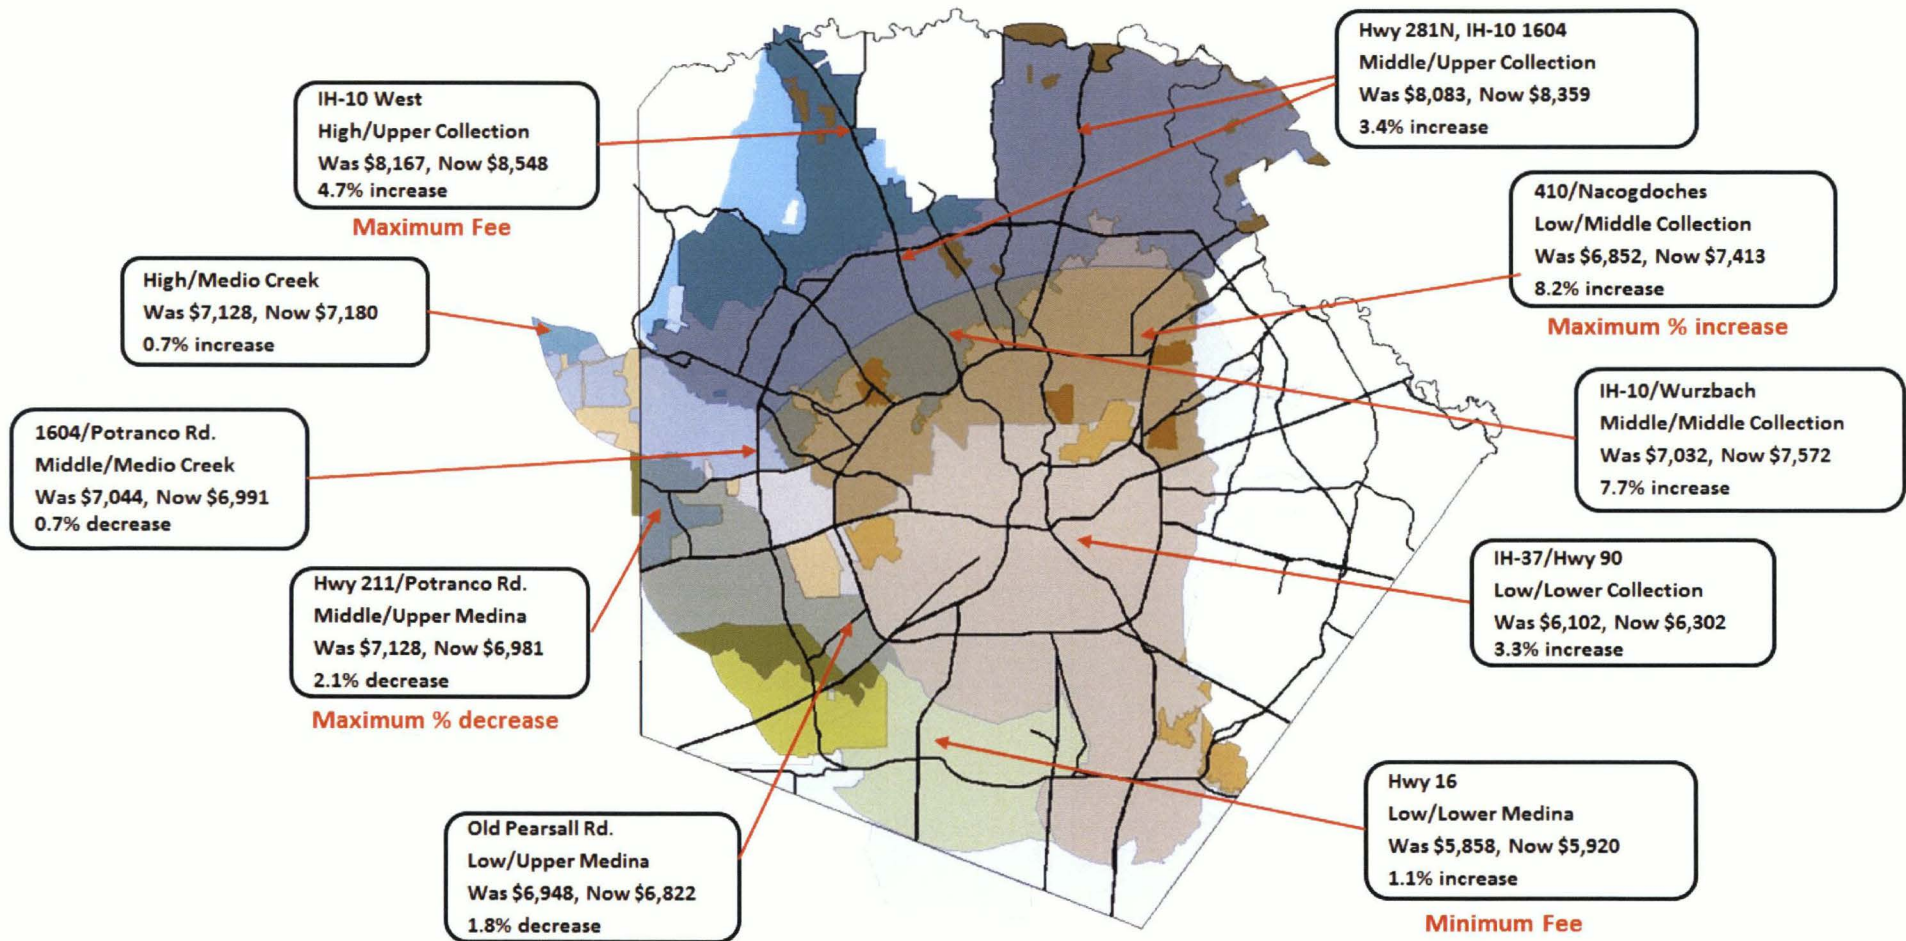 IH-10 West
High/Upper Collection
Was $8,167, Now $8,548
4.7% increase
Maximum Fee
High/Medio Creek
Was $7,128, Now $7,180
0.7% increase
1604/Potranco Rd.
Middle/Medio Creek
Was $7,044, Now $6,991
0.7% decrease
Hwy 211/Potranco Rd.
Middle/Upper Medina
Was $7,128, Now $6,981
2.1% decrease
Maximum % decrease
Old Pearsall Rd.
Low/Upper Medina
Was $6,948, Now $6,822
1.8% decrease
Hwy 281N, IH-10 1604
Middle/Upper Collection
Was $8,083, Now $8,359
3.4% increase
410/Nacogdoches
Low/Middle Collection
Was $6,852, Now $7,413
8.2% increase
Maximum % increase
IH-10/Wurzbach
Middle/Middle Collection
Was $7,032, Now $7,572
7.7% increase
IH-37/Hwy 90
Low/Lower Collection
Was $6,102, Now $6,302
3.3% increase
Hwy 16
Low/Lower Medina
Was $5,858, Now $5,920
1.1% increase
Minimum Fee